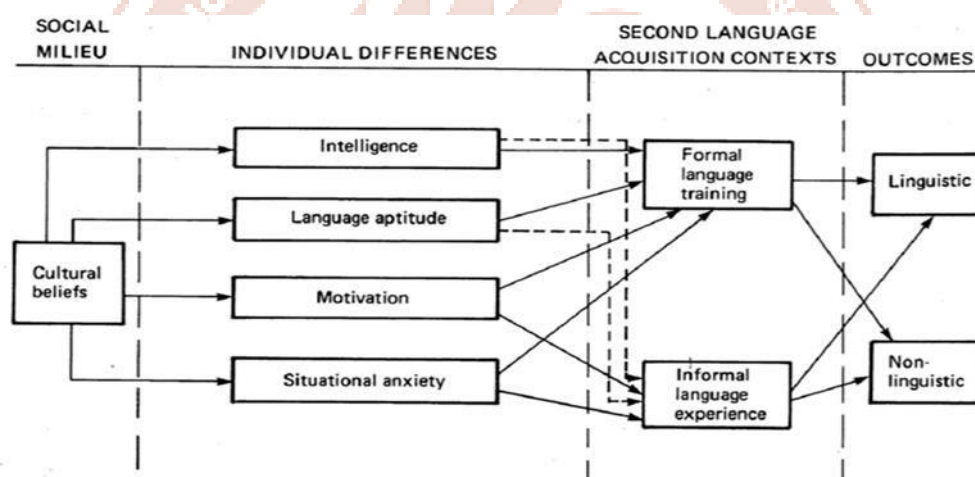 SOCIAL
MILIEU
INDIVIDUAL DIFFERENCES
SECOND LANGUAGE
ACQUISITION CONTEXTS
OUTCOMES
Cultural
beliefs
Intelligence
Language aptitude
Motivation
Situational anxiety
Formal
language
training
Informal
language
experience
Linguistic
Non-
linguistic